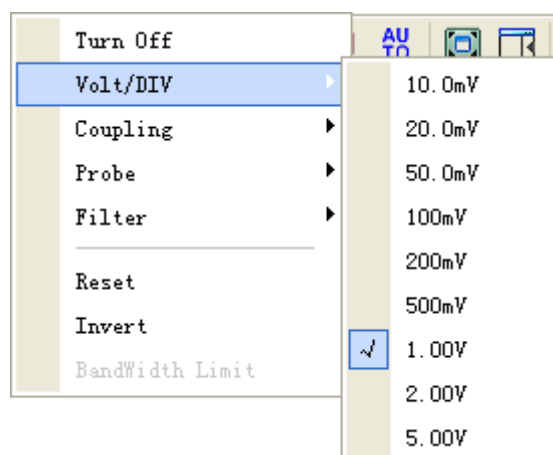 Turn Off
Volt/DIV
Coupling
Probe
Filter
Reset
Invert
BandWidth Limit
AUTO
10.0mV
20.0mV
50.0mV
100mV
200mV
500mV
1.00V
2.00V
5.00V